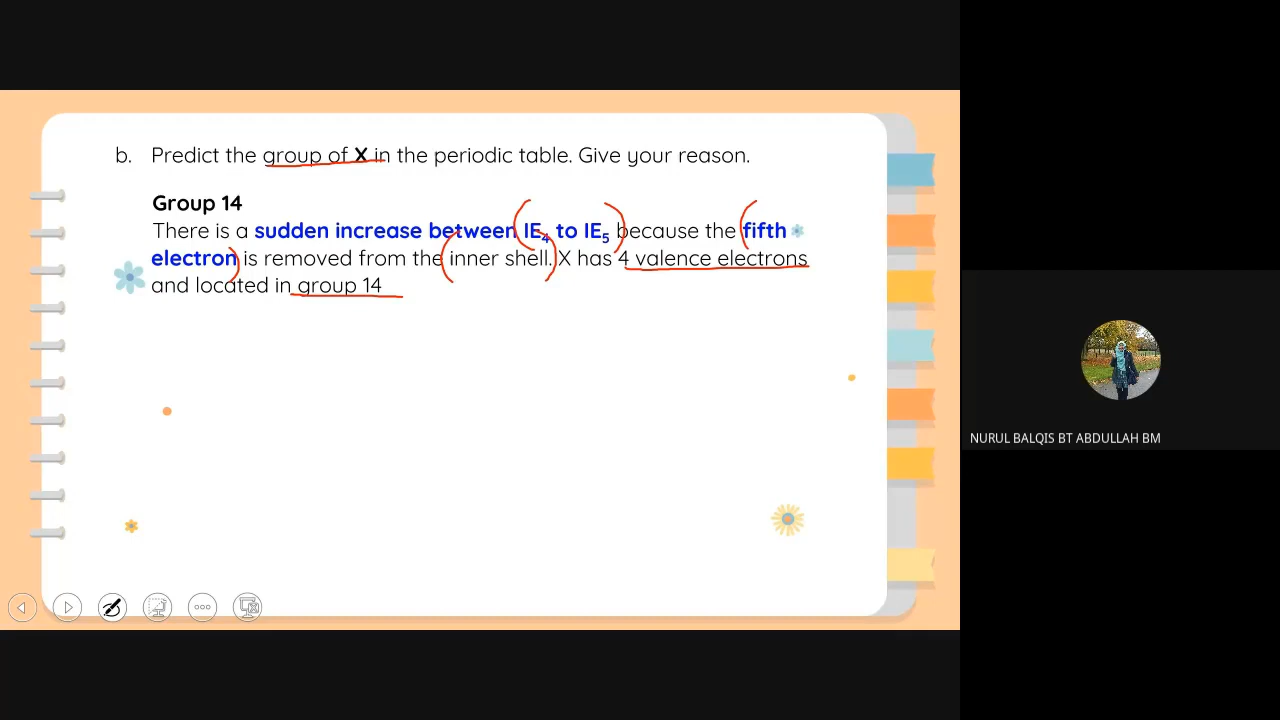 b. Predict the group of X in the periodic table. Give your reason.
Group 14
There is a sudden increase between IE₄ to IE₅ because the fifth
electron is removed from the inner shell. X has 4 valence electrons
and located in group 14
NURUL BALQIS BT ABDULLAH BM